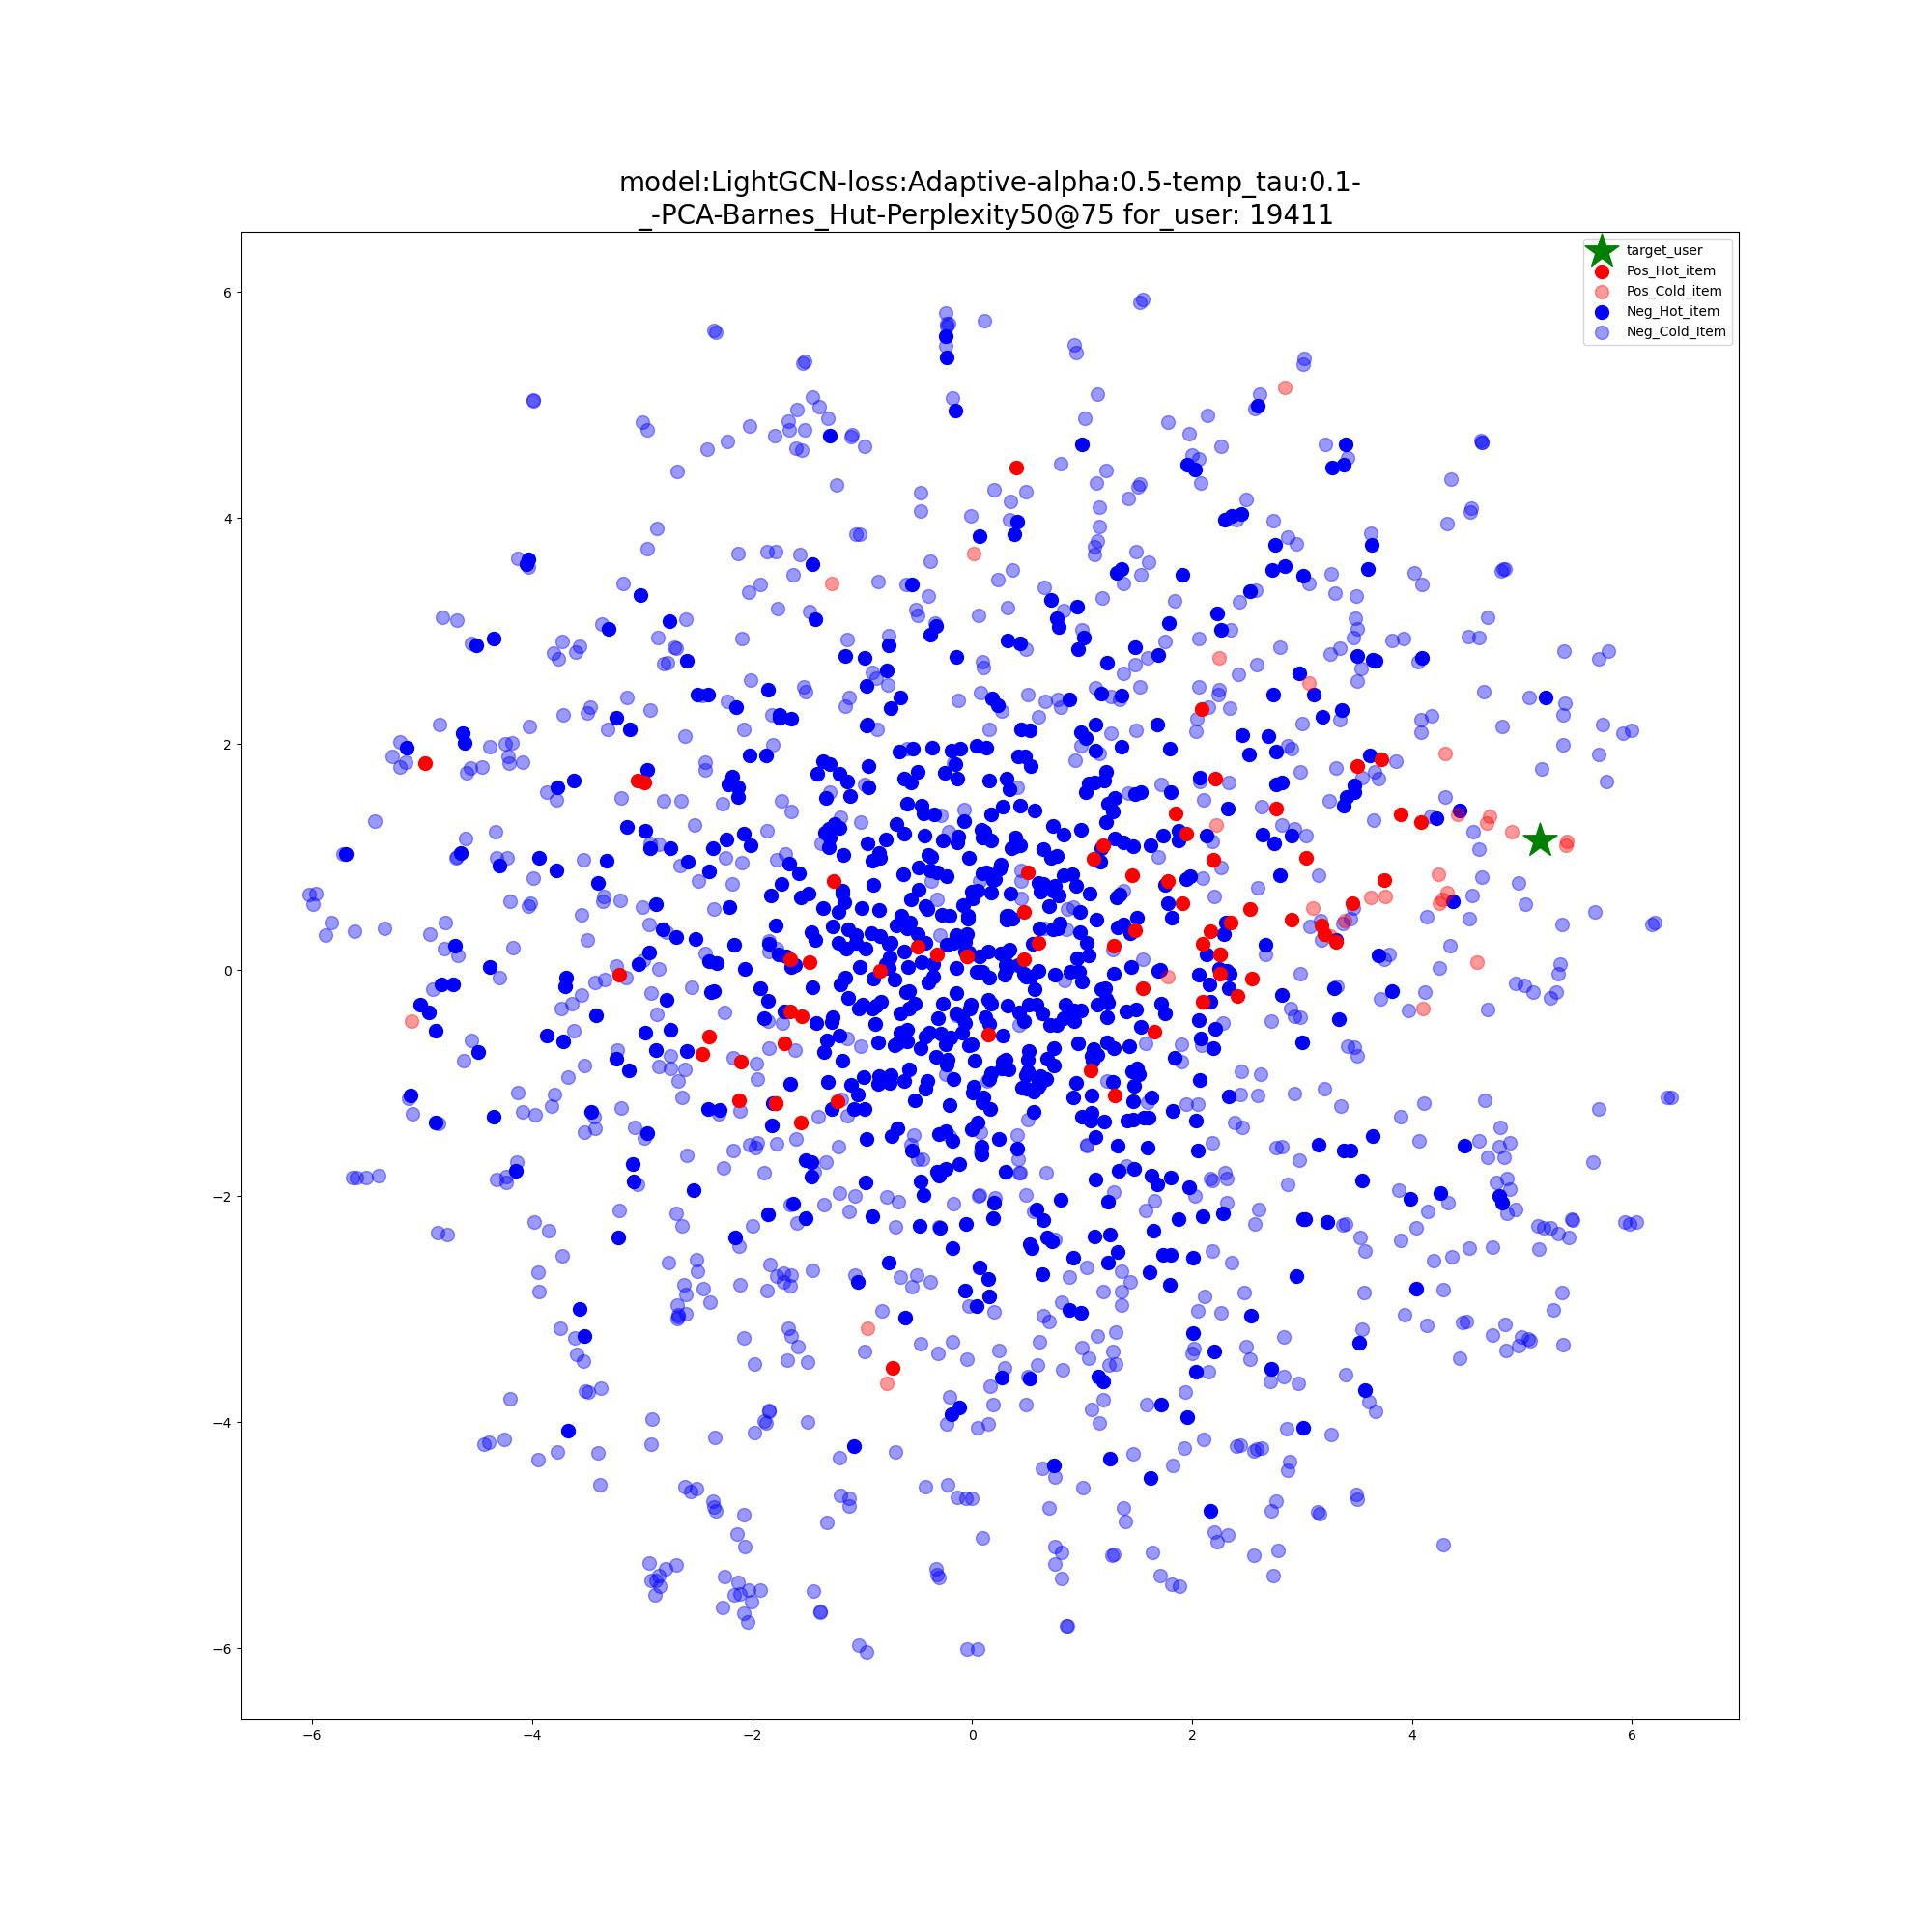 model:LightGCN-loss:Adaptive-alpha:0.5-temp_tau:0.1-
_-PCA-Barnes_Hut-Perplexity50@75 for_user: 19411
target_user
Pos_Hot_item
Pos_Cold_item
Neg_Hot_item
Neg_Cold_Item
6
4
2
0
−2
−4
−6
−6 −4 −2 0 2 4 6